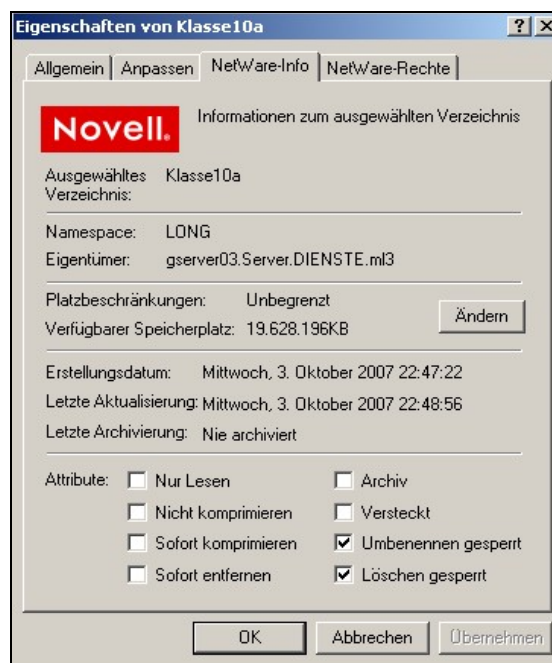 Eigenschaften von Klasse10a
Allgemein Anpassen NetWare-Info NetWare-Rechte
Novell. Informationen zum ausgewählten Verzeichnis
Ausgewähltes Verzeichnis: Klasse10a
Namespace: LONG
Eigentümer: gserver03.Server.DIENSTE.ml3
Platzbeschränkungen: Unbegrenzt
Verfügbarer Speicherplatz: 19.628.196KB
Ändern
Erstellungsdatum: Mittwoch, 3. Oktober 2007 22:47:22
Letzte Aktualisierung: Mittwoch, 3. Oktober 2007 22:48:56
Letzte Archivierung: Nie archiviert
Attribute: Nur Lesen Archiv
Nicht komprimieren Versteckt
Sofort komprimieren Umbenennen gesperrt
Sofort entfernen Löschen gesperrt
OK Abbrechen Übernehmen